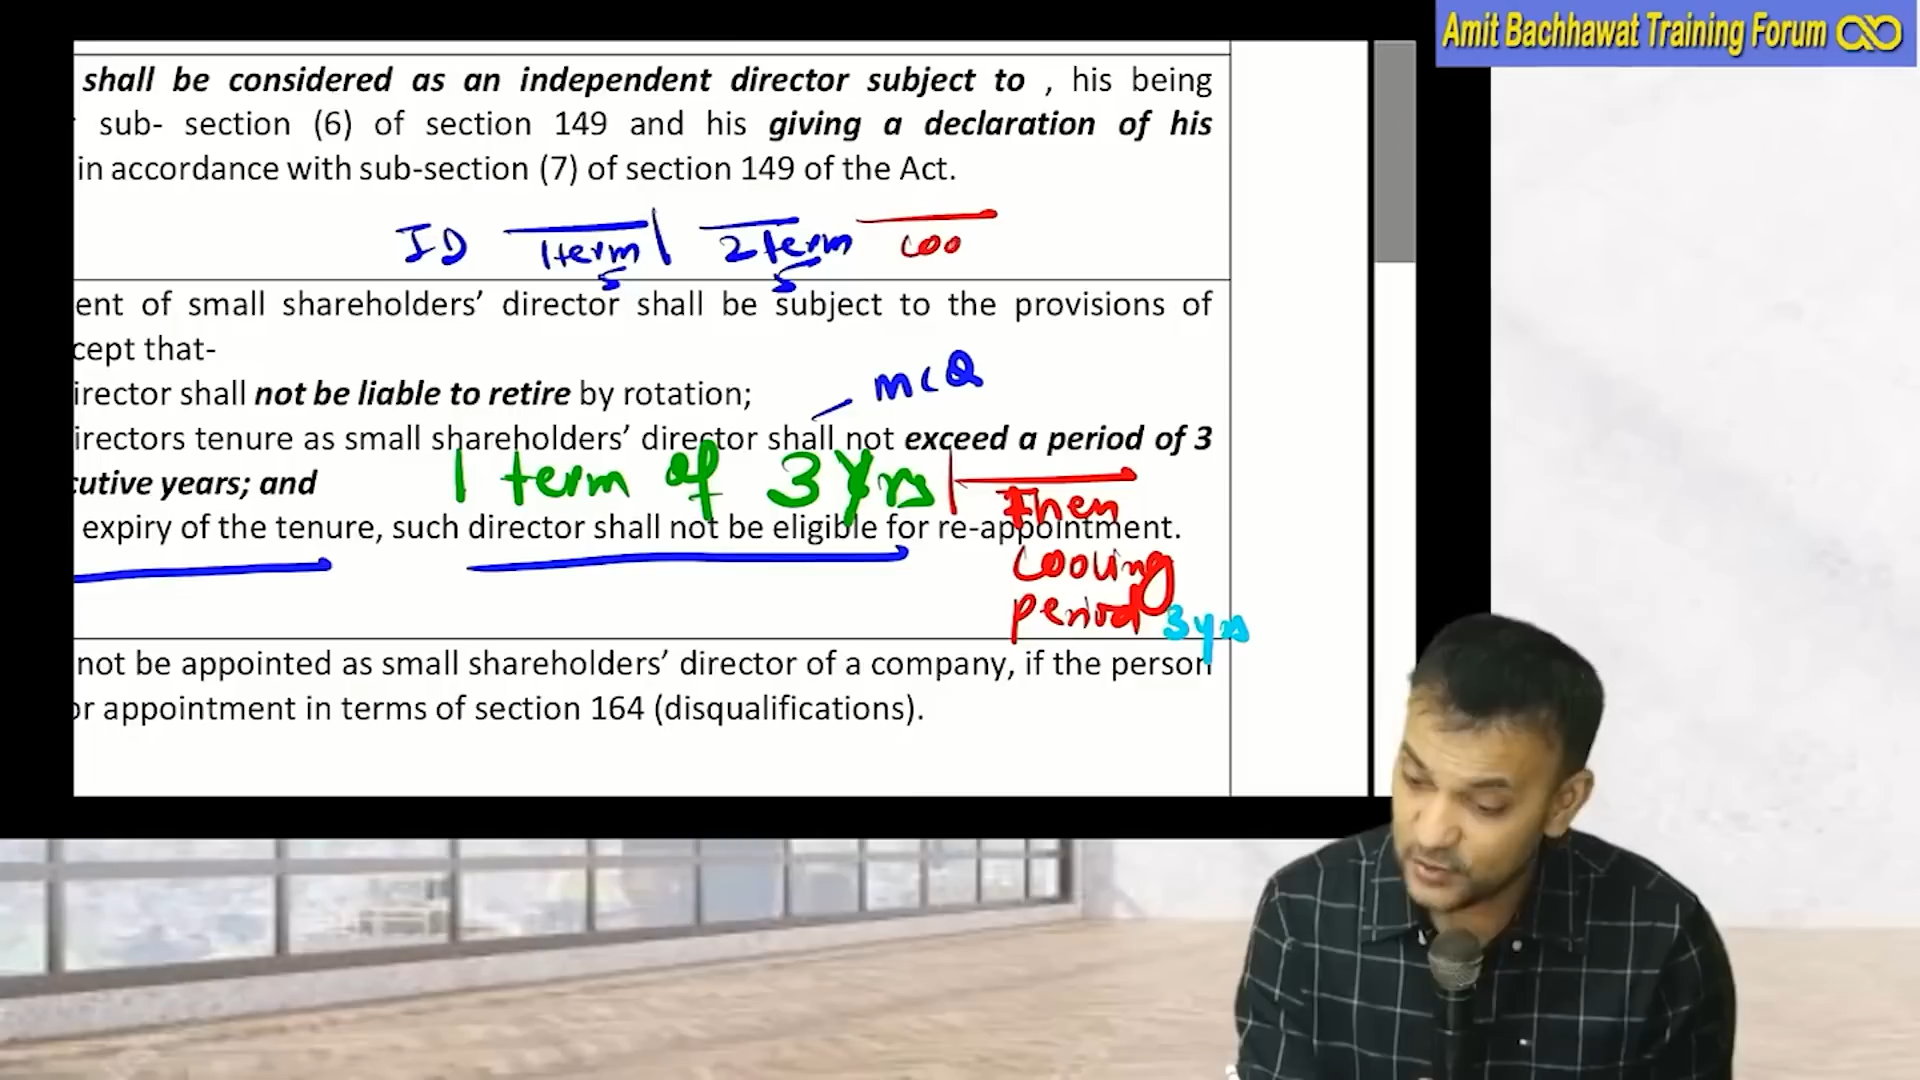 Amit Bachhawat Training Forum
shall be considered as an independent director subject to , his being
sub- section (6) of section 149 and his giving a declaration of his
in accordance with sub-section (7) of section 149 of the Act.
ID 1term 2 term coo
5 5
ent of small shareholders’ director shall be subject to the provisions of
cept that-
irector shall not be liable to retire by rotation;
MCQ
irectors tenure as small shareholders’ director shall not exceed a period of 3
cutive years; and
1 term of 3 Yrs
Then
expiry of the tenure, such director shall not be eligible for re-appointment.
cooling
period 3yrs
not be appointed as small shareholders’ director of a company, if the person
or appointment in terms of section 164 (disqualifications).